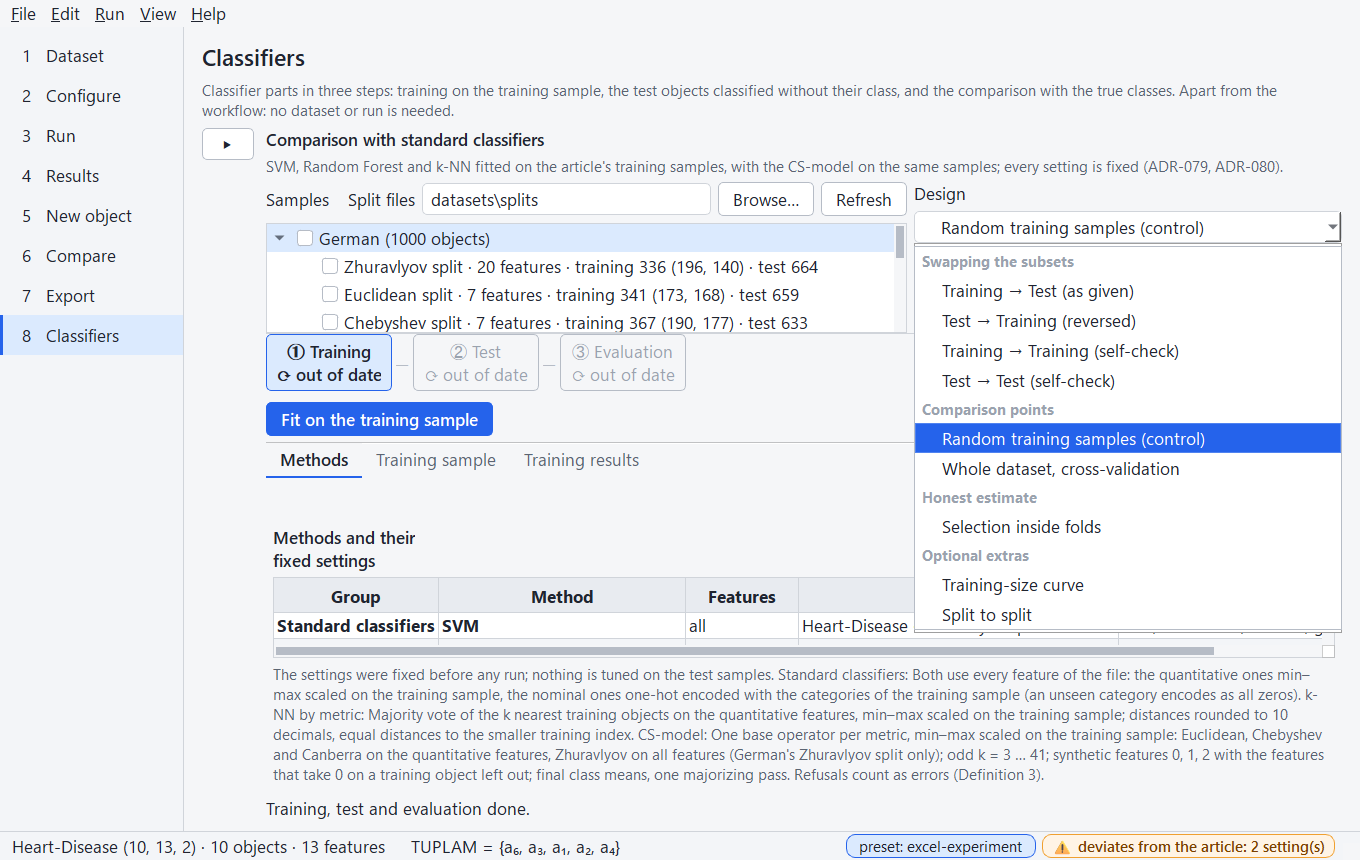 File Edit Run View Help
1 Dataset
2 Configure
3 Run
4 Results
5 New object
6 Compare
7 Export
8 Classifiers
Classifiers
Classifier parts in three steps: training on the training sample, the test objects classified without their class, and the comparison with the true classes. Apart from the
workflow: no dataset or run is needed.
Comparison with standard classifiers
SVM, Random Forest and k-NN fitted on the article's training samples, with the CS-model on the same samples; every setting is fixed (ADR-079, ADR-080).
Samples Split files datasets\splits Browse... Refresh
Design
Random training samples (control)
German (1000 objects)
Zhuravlyov split · 20 features · training 336 (196, 140) · test 664
Euclidean split · 7 features · training 341 (173, 168) · test 659
Chebyshev split · 7 features · training 367 (190, 177) · test 633
Swapping the subsets
Training → Test (as given)
Test → Training (reversed)
Training → Training (self-check)
Test → Test (self-check)
Comparison points
Random training samples (control)
Whole dataset, cross-validation
Honest estimate
Selection inside folds
Optional extras
Training-size curve
Split to split
① Training
⟳ out of date
② Test
⟳ out of date
③ Evaluation
⟳ out of date
Fit on the training sample
Methods Training sample Training results
Methods and their
fixed settings
Group Method Features
Standard classifiers SVM all Heart-Disease
The settings were fixed before any run; nothing is tuned on the test samples. Standard classifiers: Both use every feature of the file: the quantitative ones min–
max scaled on the training sample, the nominal ones one-hot encoded with the categories of the training sample (an unseen category encodes as all zeros). k-
NN by metric: Majority vote of the k nearest training objects on the quantitative features, min–max scaled on the training sample; distances rounded to 10
decimals, equal distances to the smaller training index. CS-model: One base operator per metric, min–max scaled on the training sample: Euclidean, Chebyshev
and Canberra on the quantitative features, Zhuravlyov on all features (German's Zhuravlyov split only); odd k = 3 … 41; synthetic features 0, 1, 2 with the features
that take 0 on a training object left out; final class means, one majorizing pass. Refusals count as errors (Definition 3).
Training, test and evaluation done.
Heart-Disease (10, 13, 2) · 10 objects · 13 features TUPLAM = {a₆, a₃, a₁, a₂, a₄} preset: excel-experiment ⚠ deviates from the article: 2 setting(s)